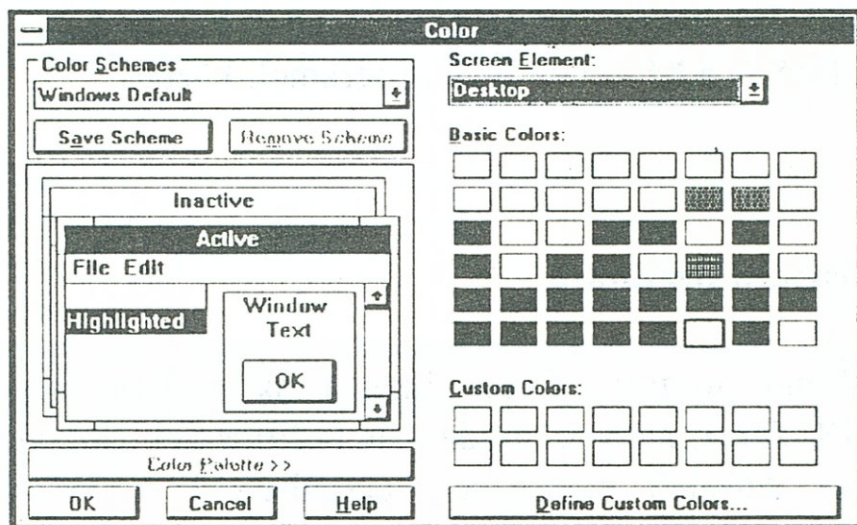 Color
Color Schemes
Windows Default
Save Scheme
Remove Scheme
Inactive
Active
File Edit
Highlighted
Window
Text
OK
Color Palette >>
OK
Cancel
Help
Screen Element:
Desktop
Basic Colors:
Custom Colors:
Define Custom Colors...